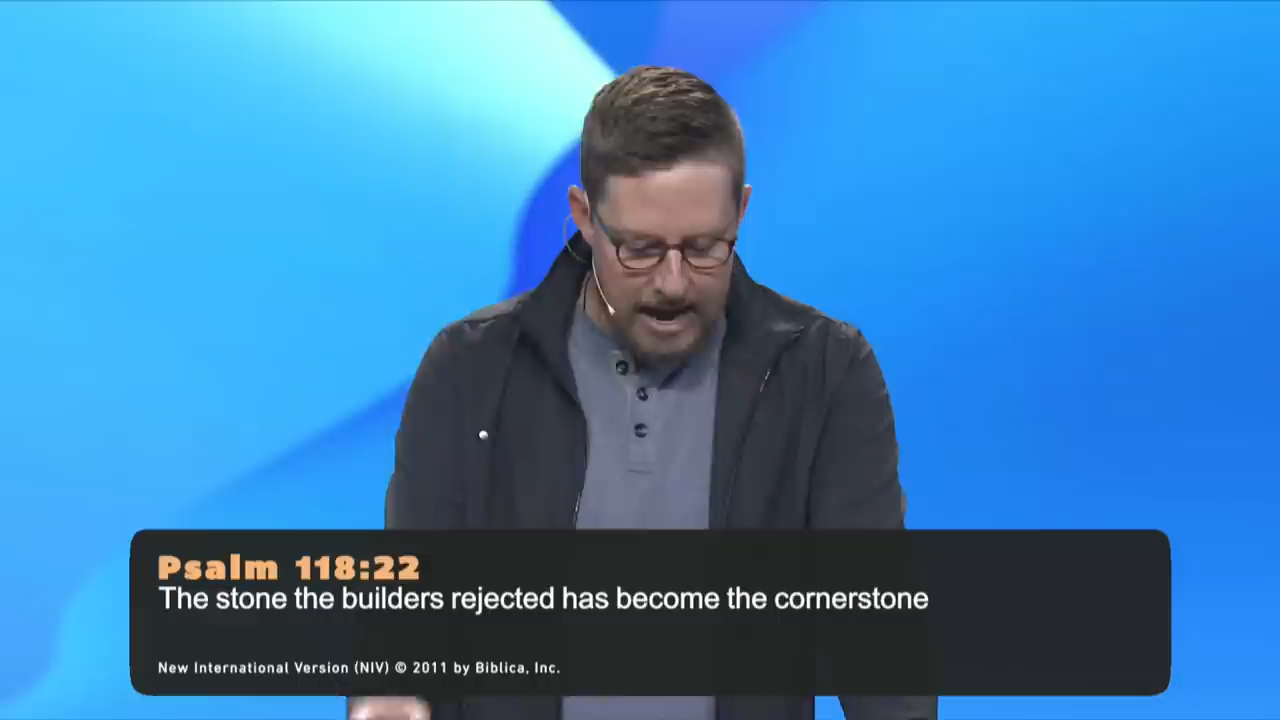 Psalm 118:22
The stone the builders rejected has become the cornerstone
New International Version (NIV) © 2011 by Biblica, Inc.